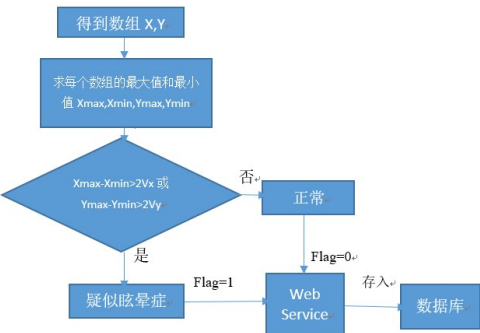 得到数组 X,Y
求每个数组的最大值和最小
值 Xmax,Xmin,Ymax,Ymin
Xmax-Xmin>2Vx 或
Ymax-Ymin>2Vy
否
正常
是
Flag=0
疑似眩晕症
Flag=1
Web
Service
存入
数据库